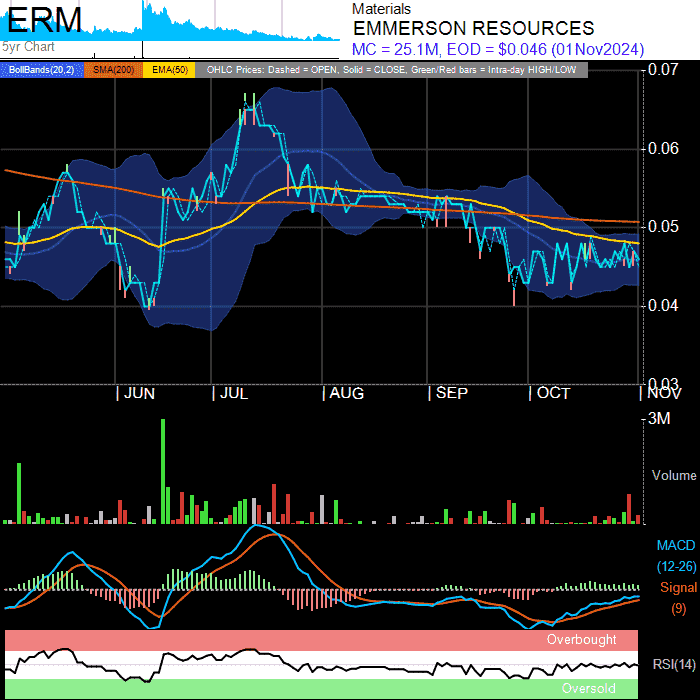 ERM
5yr Chart
Materials
EMMERSON RESOURCES
MC = 25.1M, EOD = $0.046 (01Nov2024)
BollBands(20,2) SMA(200) EMA(50) OHLC Prices: Dashed = OPEN, Solid = CLOSE, Green/Red bars = Intra-day HIGH/LOW
0.07
0.06
0.05
0.04
0.03
JUN JUL AUG SEP OCT NOV
3M
Volume
MACD
(12-26)
Signal
(9)
Overbought
RSI(14)
Oversold